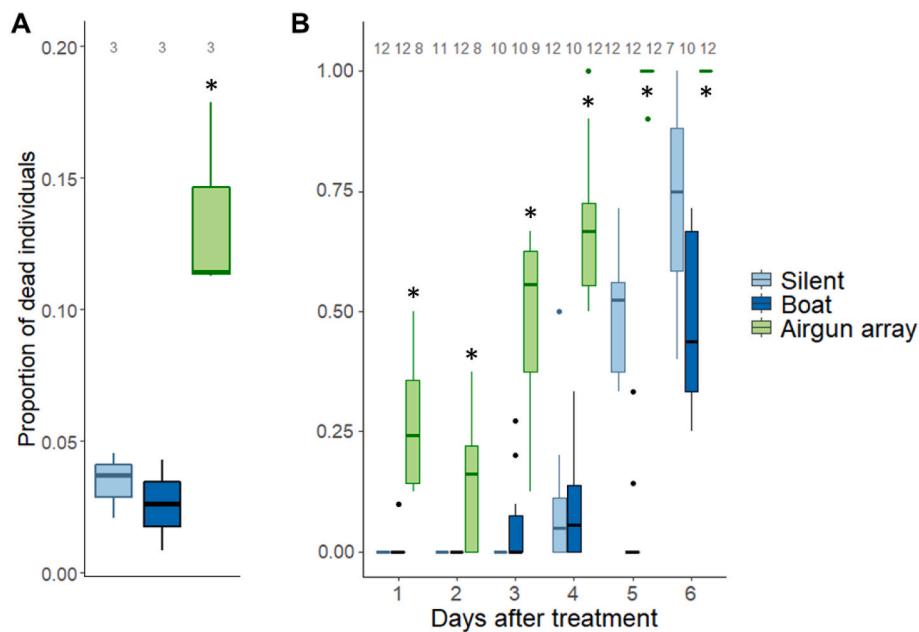 A
B
3 3 3
12 12 8 11 12 8 10 10 9 12 10 12 12 12 12 7 10 12
0.20
0.15
0.10
0.05
0.00
Proportion of dead individuals
*
1.00
0.75
0.50
0.25
0.00
* * * * * *
1 2 3 4 5 6
Days after treatment
Silent
Boat
Airgun array